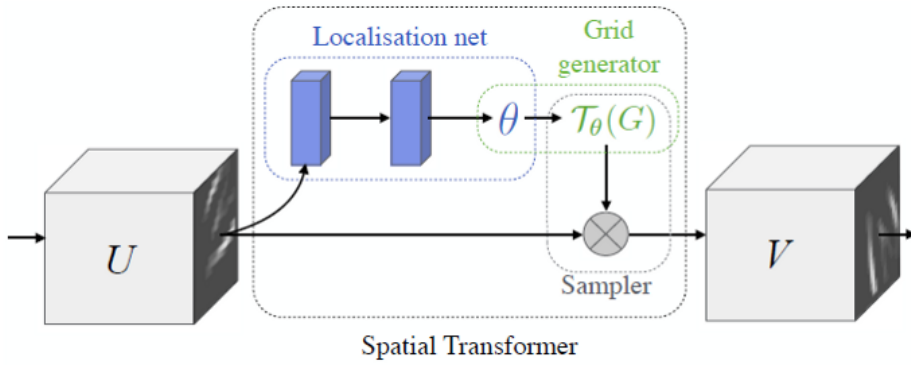 Localisation net
Grid
generator
θ
𝒯θ(G)
U
V
Sampler
Spatial Transformer